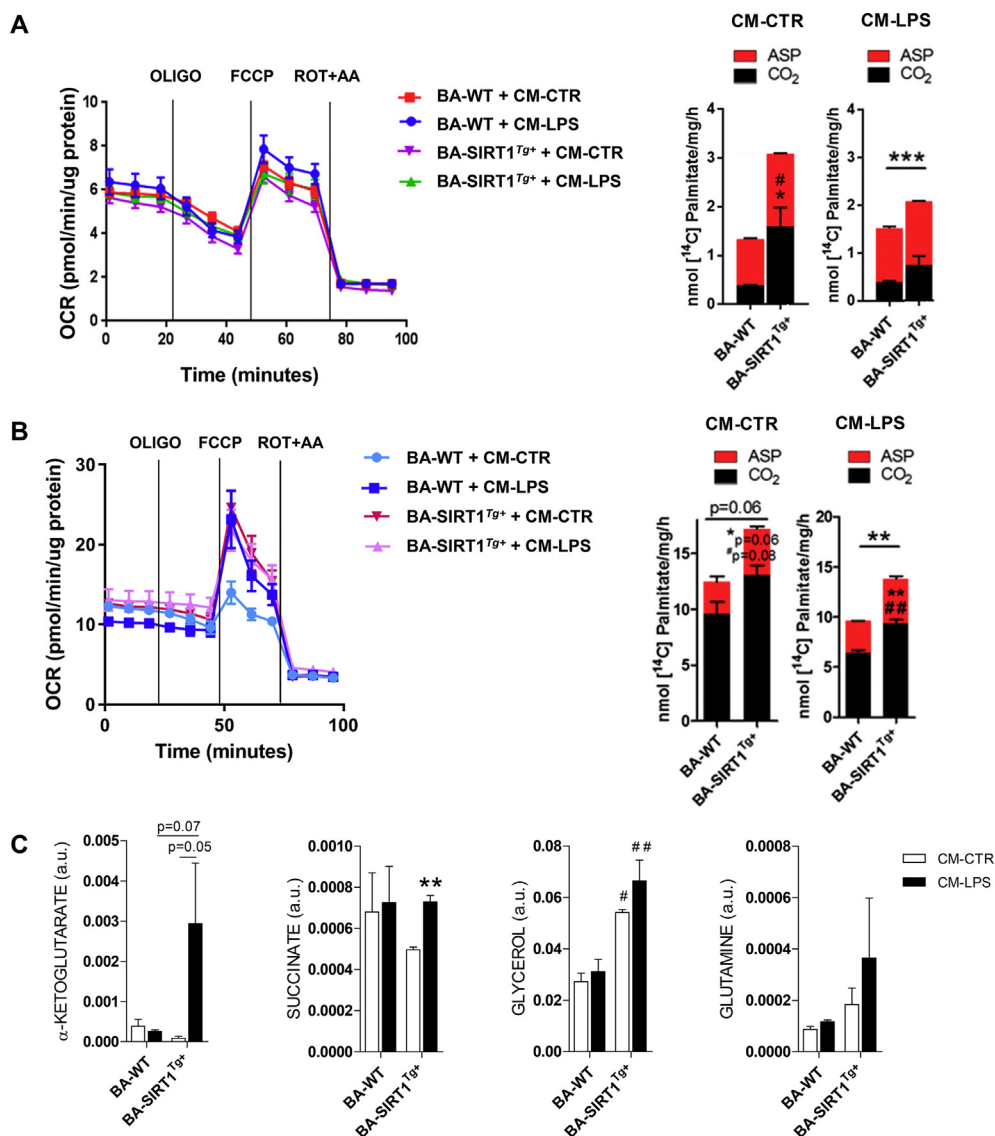 A
OLIGO FCCP ROT+AA
OCR (pmol/min/ug protein)
10
8
6
4
2
0
0 20 40 60 80 100
Time (minutes)
BA-WT + CM-CTR
BA-WT + CM-LPS
BA-SIRT1Tg+ + CM-CTR
BA-SIRT1Tg+ + CM-LPS
CM-CTR
ASP
CO2
nmol [14C] Palmitate/mg/h
4
3
2
1
0
#
*
BA-WT
BA-SIRT1Tg+
CM-LPS
ASP
CO2
nmol [14C] Palmitate/mg/h
4
3
2
1
0
***
BA-WT
BA-SIRT1Tg+
B
OLIGO FCCP ROT+AA
OCR (pmol/min/ug protein)
30
20
10
0
0 50 100
Time (minutes)
BA-WT + CM-CTR
BA-WT + CM-LPS
BA-SIRT1Tg+ + CM-CTR
BA-SIRT1Tg+ + CM-LPS
CM-CTR
ASP
CO2
nmol [14C] Palmitate/mg/h
15
10
5
0
p=0.06
*p=0.06
#p=0.08
BA-WT
BA-SIRT1Tg+
CM-LPS
ASP
CO2
nmol [14C] Palmitate/mg/h
20
15
10
5
0
**
**
##
BA-WT
BA-SIRT1Tg+
C
α-KETOGLUTARATE (a.u.)
0.005
0.004
0.003
0.002
0.001
0.000
p=0.07
p=0.05
BA-WT
BA-SIRT1Tg+
SUCCINATE (a.u.)
0.0010
0.0008
0.0006
0.0004
0.0002
0.0000
**
BA-WT
BA-SIRT1Tg+
GLYCEROL (a.u.)
0.08
0.06
0.04
0.02
0.00
#
##
BA-WT
BA-SIRT1Tg+
GLUTAMINE (a.u.)
0.0008
0.0006
0.0004
0.0002
0.0000
BA-WT
BA-SIRT1Tg+
CM-CTR
CM-LPS